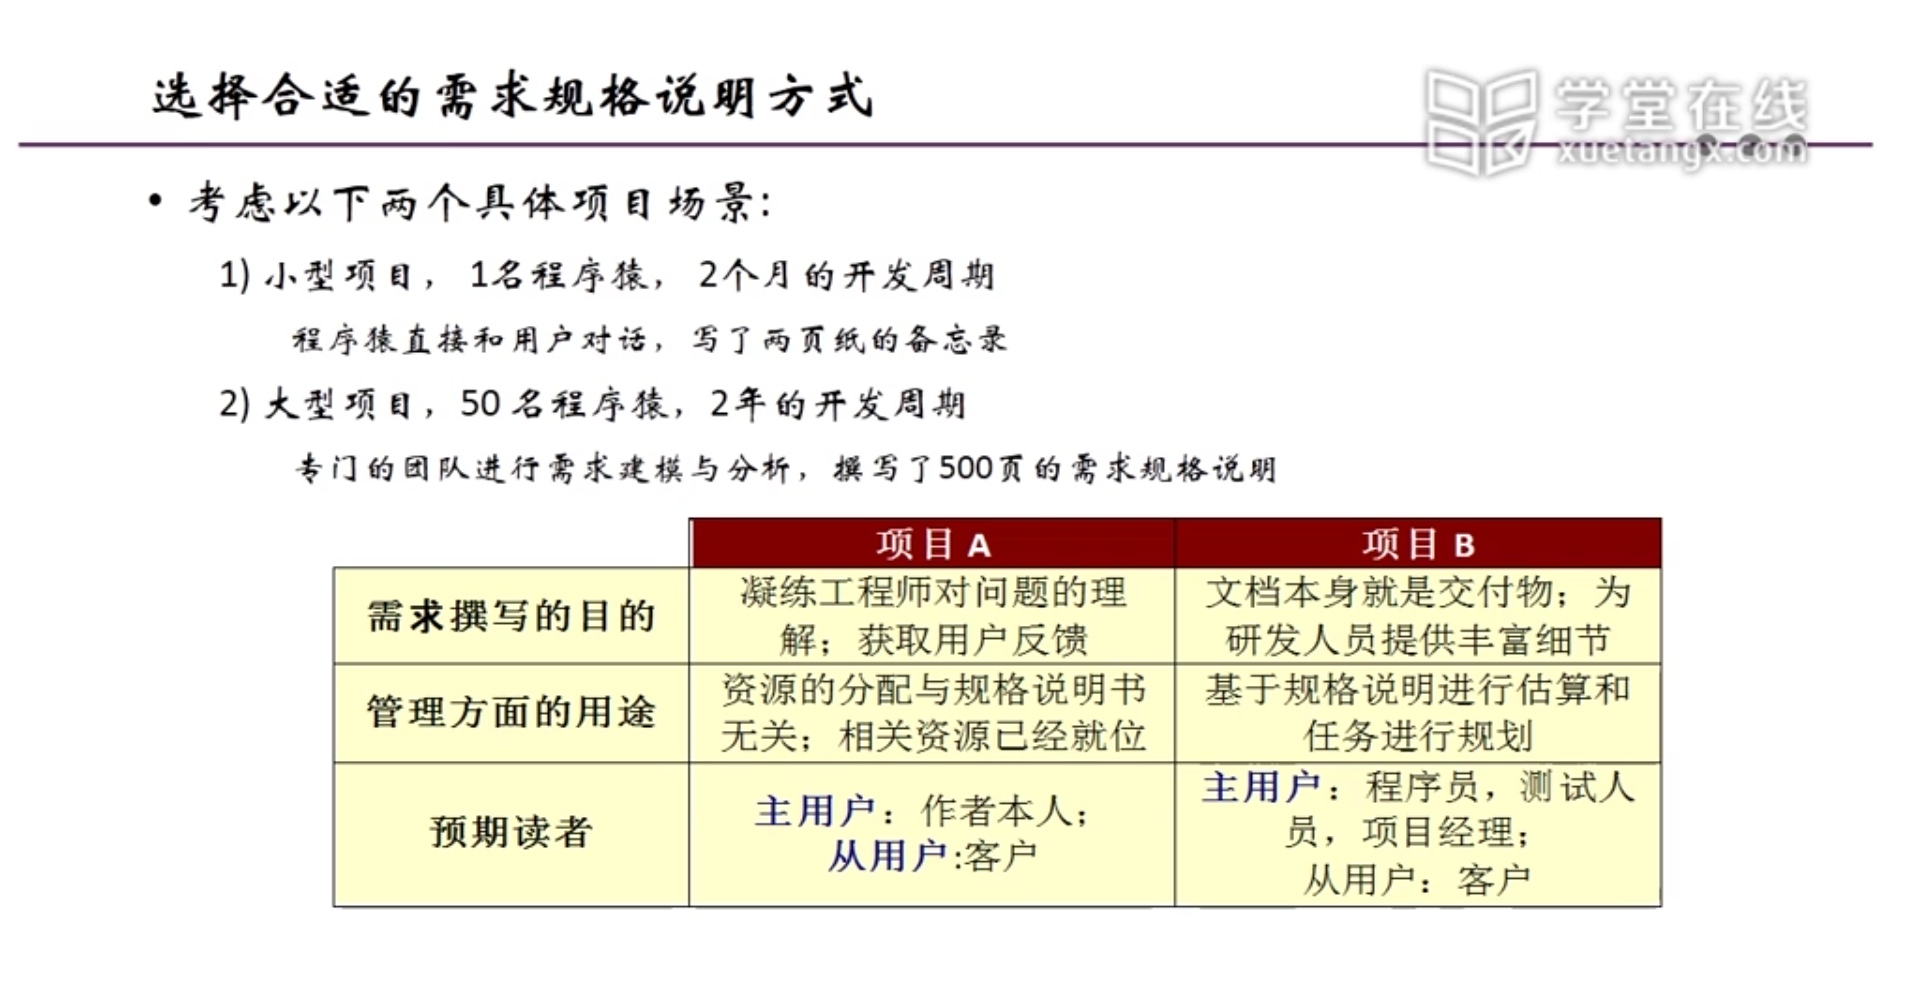 选择合适的需求规格说明方式
学堂在线
xuetangx.com
• 考虑以下两个具体项目场景:
1) 小型项目， 1名程序猿， 2个月的开发周期
程序猿直接和用户对话，写了两页纸的备忘录
2) 大型项目，50 名程序猿，2年的开发周期
专门的团队进行需求建模与分析，撰写了500页的需求规格说明
项目 A
项目 B
需求撰写的目的
凝练工程师对问题的理
解；获取用户反馈
文档本身就是交付物；为
研发人员提供丰富细节
管理方面的用途
资源的分配与规格说明书
无关；相关资源已经就位
基于规格说明进行估算和
任务进行规划
预期读者
主用户：作者本人；
从用户:客户
主用户：程序员，测试人
员，项目经理；
从用户：客户